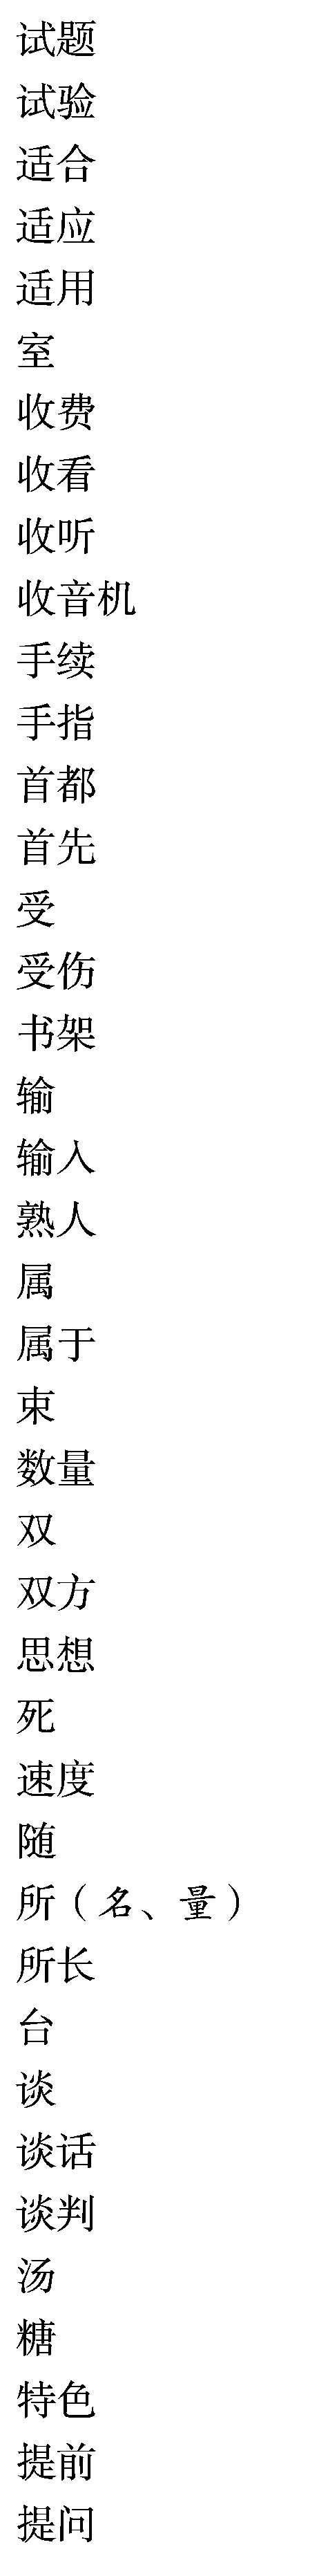 试题
试验
适合
适应
适用
室
收费
收看
收听
收音机
手续
手指
首都
首先
受
受伤
书架
输
输入
熟人
属
属于
束
数量
双
双方
思想
死
速度
随
所（名、量）
所长
台
谈
谈话
谈判
汤
糖
特色
提前
提问